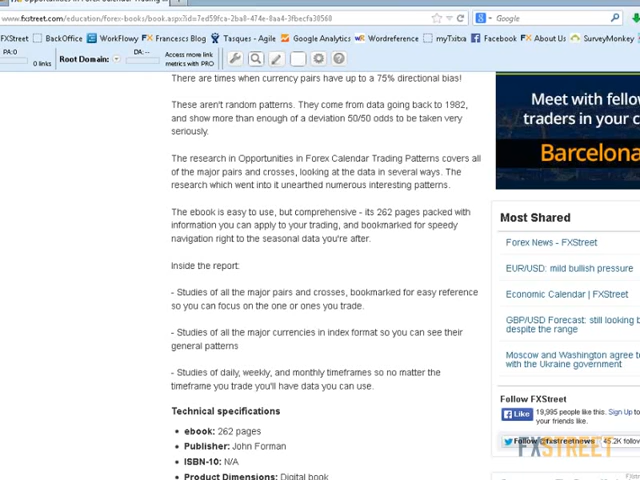 Opportunities in Forex Calendar Trading
www.fxstreet.com/education/forex-books/book.aspx?idx=7ed59fca-2ba8-474e-8aa4-3fbecfa38568
Google
FXStreet BackOffice WorkFlowy Francescs Blog Tasques - Agile Google Analytics Wordreference myTxitxa Facebook About Us SurveyMonkey
PA:0
0 links
Root Domain:
DA: --
Access more link
metrics with PRO
There are times when currency pairs have up to a 75% directional bias!
These aren't random patterns. They come from data going back to 1982,
and show more than enough of a deviation 50/50 odds to be taken very
seriously.
The research in Opportunities in Forex Calendar Trading Patterns covers all
of the major pairs and crosses, looking at the data in several ways. The
research which went into it unearthed numerous interesting patterns.
The ebook is easy to use, but comprehensive - its 262 pages packed with
information you can apply to your trading, and bookmarked for speedy
navigation right to the seasonal data you're after.
Inside the report:
- Studies of all the major pairs and crosses, bookmarked for easy reference
so you can focus on the one or ones you trade.
- Studies of all the major currencies in index format so you can see their
general patterns
- Studies of daily, weekly, and monthly timeframes so no matter the
timeframe you trade you'll have data you can use.
Technical specifications
• ebook: 262 pages
• Publisher: John Forman
• ISBN-10: N/A
• Product Dimensions: Digital book
Meet with fellow
traders in your c
Barcelona
Most Shared
Forex News - FXStreet
EUR/USD: mild bullish pressure
Economic Calendar | FXStreet
GBP/USD Forecast: still looking b
despite the range
Moscow and Washington agree to
with the Ukraine government
Follow FXStreet
Like 19,995 people like this. Sign Up to
your friends like.
Follow @fxstreetnews 45.2K follow
FXSTREET